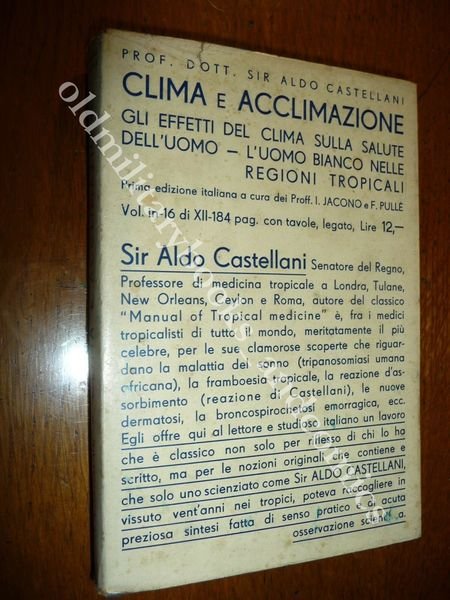 PROF. DOTT. SIR ALDO CASTELLANI
CLIMA E ACCLIMAZIONE
GLI EFFETTI DEL CLIMA SULLA SALUTE
DELL'UOMO — L'UOMO BIANCO NELLE
REGIONI TROPICALI
Prima edizione italiana a cura dei Proff. I. JACONO e F. PULLÈ
Vol. in-16 di XII-184 pag. con tavole, legato, Lire 12,—
Sir Aldo Castellani Senatore del Regno,
Professore di medicina tropicale a Londra, Tulane,
New Orleans, Ceylon e Roma, autore del classico
"Manual of Tropical medicine" è, fra i medici
tropicalisti di tutto il mondo, meritatamente il più
celebre, per le sue clamorose scoperte che riguar-
dano la malattia del sonno (tripanosomiasi umana
africana), la framboesia tropicale, la reazione d'as-
sorbimento (reazione di Castellani), le nuove
dermatosi, la broncospirochetosi emorragica, ecc.
Egli offre qui al lettore e studioso italiano un lavoro
che è classico non solo per riflesso di chi lo ha
scritto, ma per le nozioni originali che contiene e
che solo uno scienziato come Sir ALDO CASTELLANI,
vissuto vent'anni nei tropici, poteva raccogliere in
preziosa sintesi fatta di senso pratico ed acuta
osservazione
oldmilitarybooks